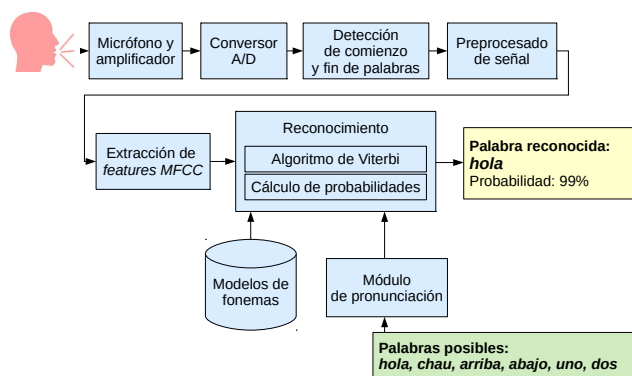 Micrófono y
amplificador
Conversor
A/D
Detección
de comienzo
y fin de palabras
Preprocesado
de señal
Extracción de
features MFCC
Reconocimiento
Algoritmo de Viterbi
Cálculo de probabilidades
Palabra reconocida:
hola
Probabilidad: 99%
Modelos de
fonemas
Módulo
de pronunciación
Palabras posibles:
hola, chau, arriba, abajo, uno, dos